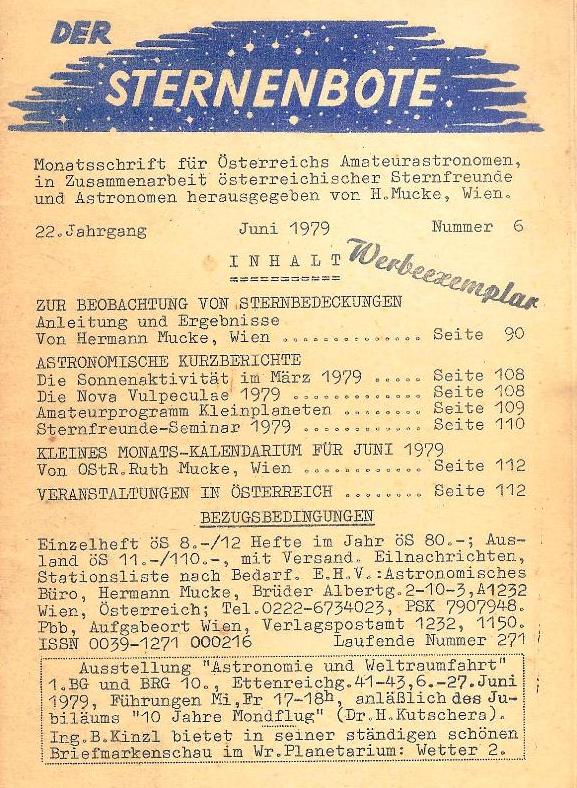 DER
STERNENBOTE
Monatsschrift für Österreichs Amateurastronomen,
in Zusammenarbeit österreichischer Sternfreunde
und Astronomen herausgegeben von H.Mucke, Wien.
22.Jahrgang Juni 1979 Nummer 6
INHALT
Werbeexemplar
===========
ZUR BEOBACHTUNG VON STERNBEDECKUNGEN
Anleitung und Ergebnisse
Von Hermann Mucke, Wien .............. Seite 90
ASTRONOMISCHE KURZBERICHTE
Die Sonnenaktivität im März 1979 ..... Seite 108
Die Nova Vulpeculae 1979 ............. Seite 108
Amateurprogramm Kleinplaneten ........ Seite 109
Sternfreunde-Seminar 1979 ............ Seite 110
KLEINES MONATS-KALENDARIUM FÜR JUNI 1979
Von OStR.Ruth Mucke, Wien ............ Seite 112
VERANSTALTUNGEN IN ÖSTERREICH ........ Seite 112
BEZUGSBEDINGUNGEN
Einzelheft öS 8.-/12 Hefte im Jahr öS 80.-; Aus-
land öS 11.-/110.-, mit Versand. Eilnachrichten,
Stationsliste nach Bedarf. E.H.V.:Astronomisches
Büro, Hermann Mucke, Brüder Albertg.2-10-3,A1232
Wien, Österreich; Tel.0222-6734023, PSK 7907948.
Pbb, Aufgabeort Wien, Verlagspostamt 1232, 1150.
ISSN 0039-1271 000216 Laufende Nummer 271
Ausstellung "Astronomie und Weltraumfahrt"
1.BG und BRG 10., Ettenreichg.41-43,6.-27.Juni
1979, Führungen Mi,Fr 17-18h, anläßlich des Ju-
biläums "10 Jahre Mondflug" (Dr.H.Kutschera).
Ing.B.Kinzl bietet in seiner ständigen schönen
Briefmarkenschau im Wr.Planetarium: Wetter 2.